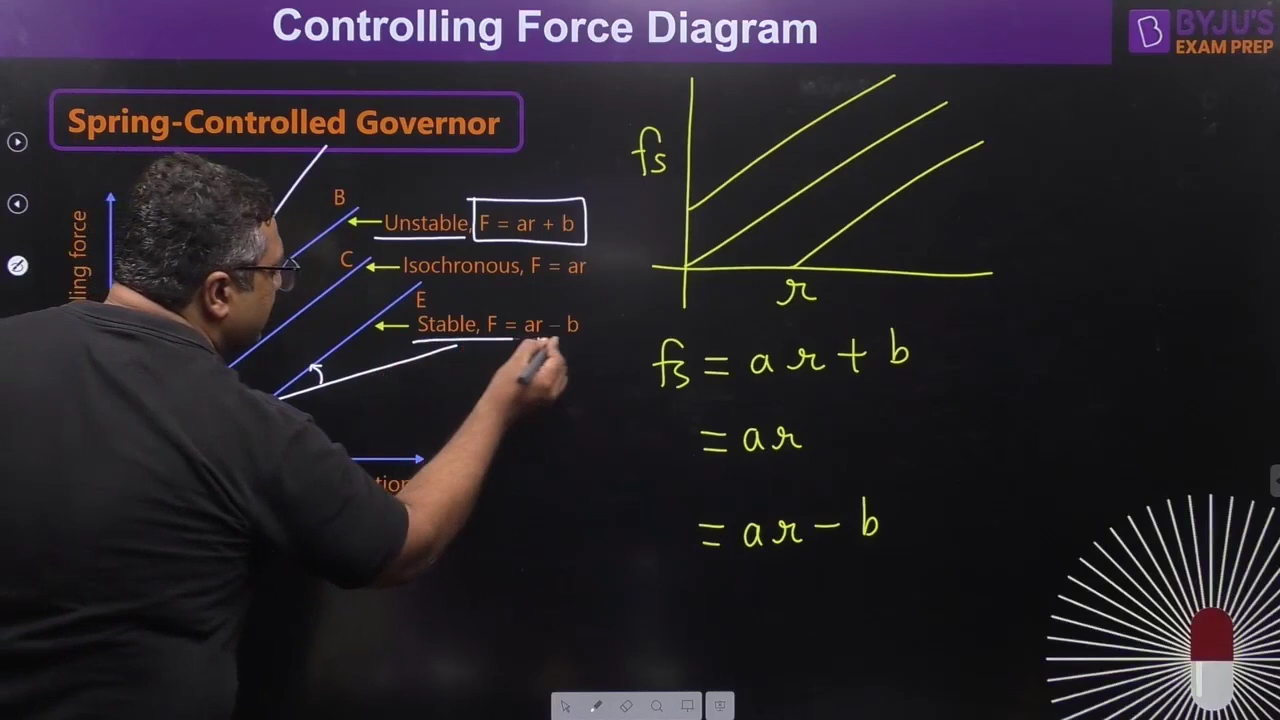 Controlling Force Diagram
BYJU'S
EXAM PREP
Spring-Controlled Governor
B
Unstable, F = ar + b
C
Isochronous, F = ar
E
Stable, F = ar – b
force
fs
r
fs = ar + b
= ar
= ar - b